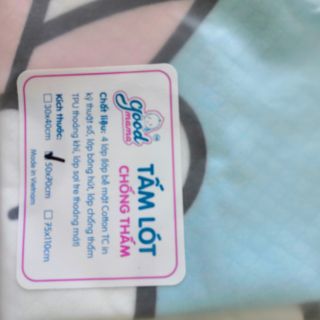 good
mama
TẤM LÓT
CHỐNG THẤM
Chất liệu: 4 lớp (lớp bề mặt Cotton TC in
kỹ thuật số, lớp bông hút, lớp chống thấm
TPU thoáng khí, lớp sợi tre thoáng mát)
Kích thước:
30x40cm 50x70cm 75x110cm
Made in Vietnam